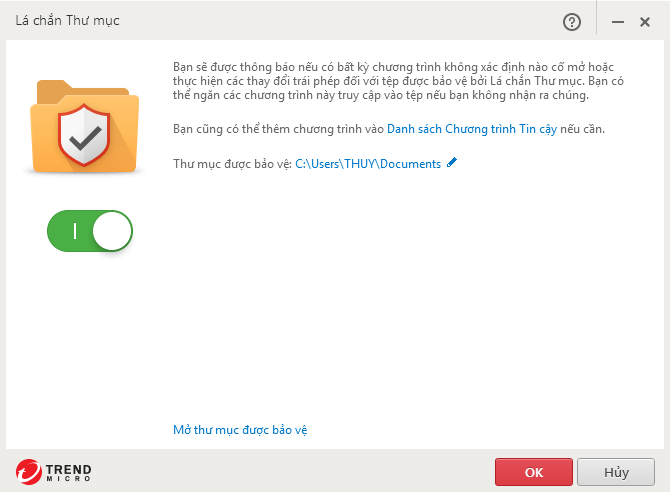 Lá chắn Thư mục
Bạn sẽ được thông báo nếu có bất kỳ chương trình không xác định nào cố mở hoặc
thực hiện các thay đổi trái phép đối với tệp được bảo vệ bởi Lá chắn Thư mục. Bạn có
thể ngăn các chương trình này truy cập vào tệp nếu bạn không nhận ra chúng.
Bạn cũng có thể thêm chương trình vào Danh sách Chương trình Tin cậy nếu cần.
Thư mục được bảo vệ: C:\Users\THUY\Documents
Mở thư mục được bảo vệ
TREND
MICRO
OK
Hủy